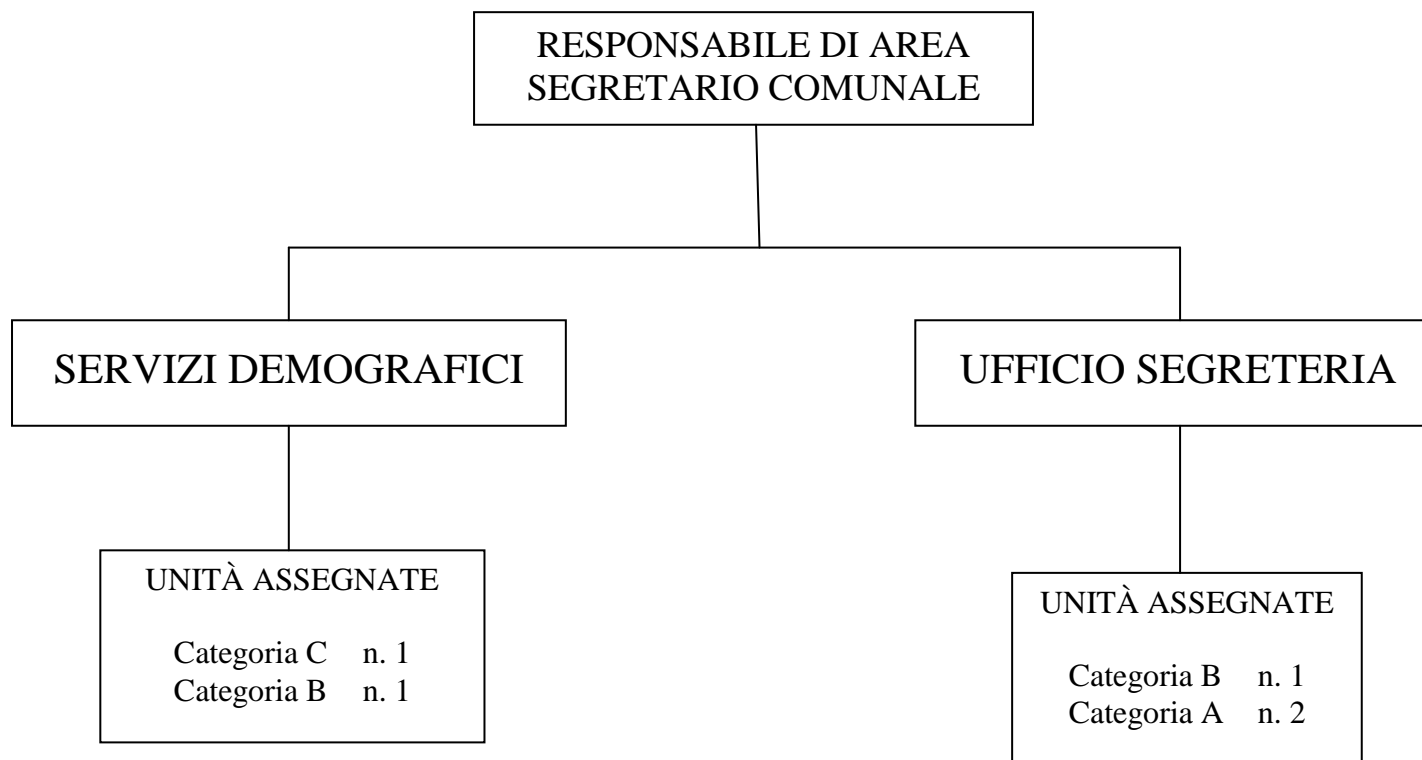 RESPONSABILE DI AREA
SEGRETARIO COMUNALE
SERVIZI DEMOGRAFICI
UNITÀ ASSEGNATE
Categoria C n. 1
Categoria B n. 1
UFFICIO SEGRETERIA
UNITÀ ASSEGNATE
Categoria B n. 1
Categoria A n. 2